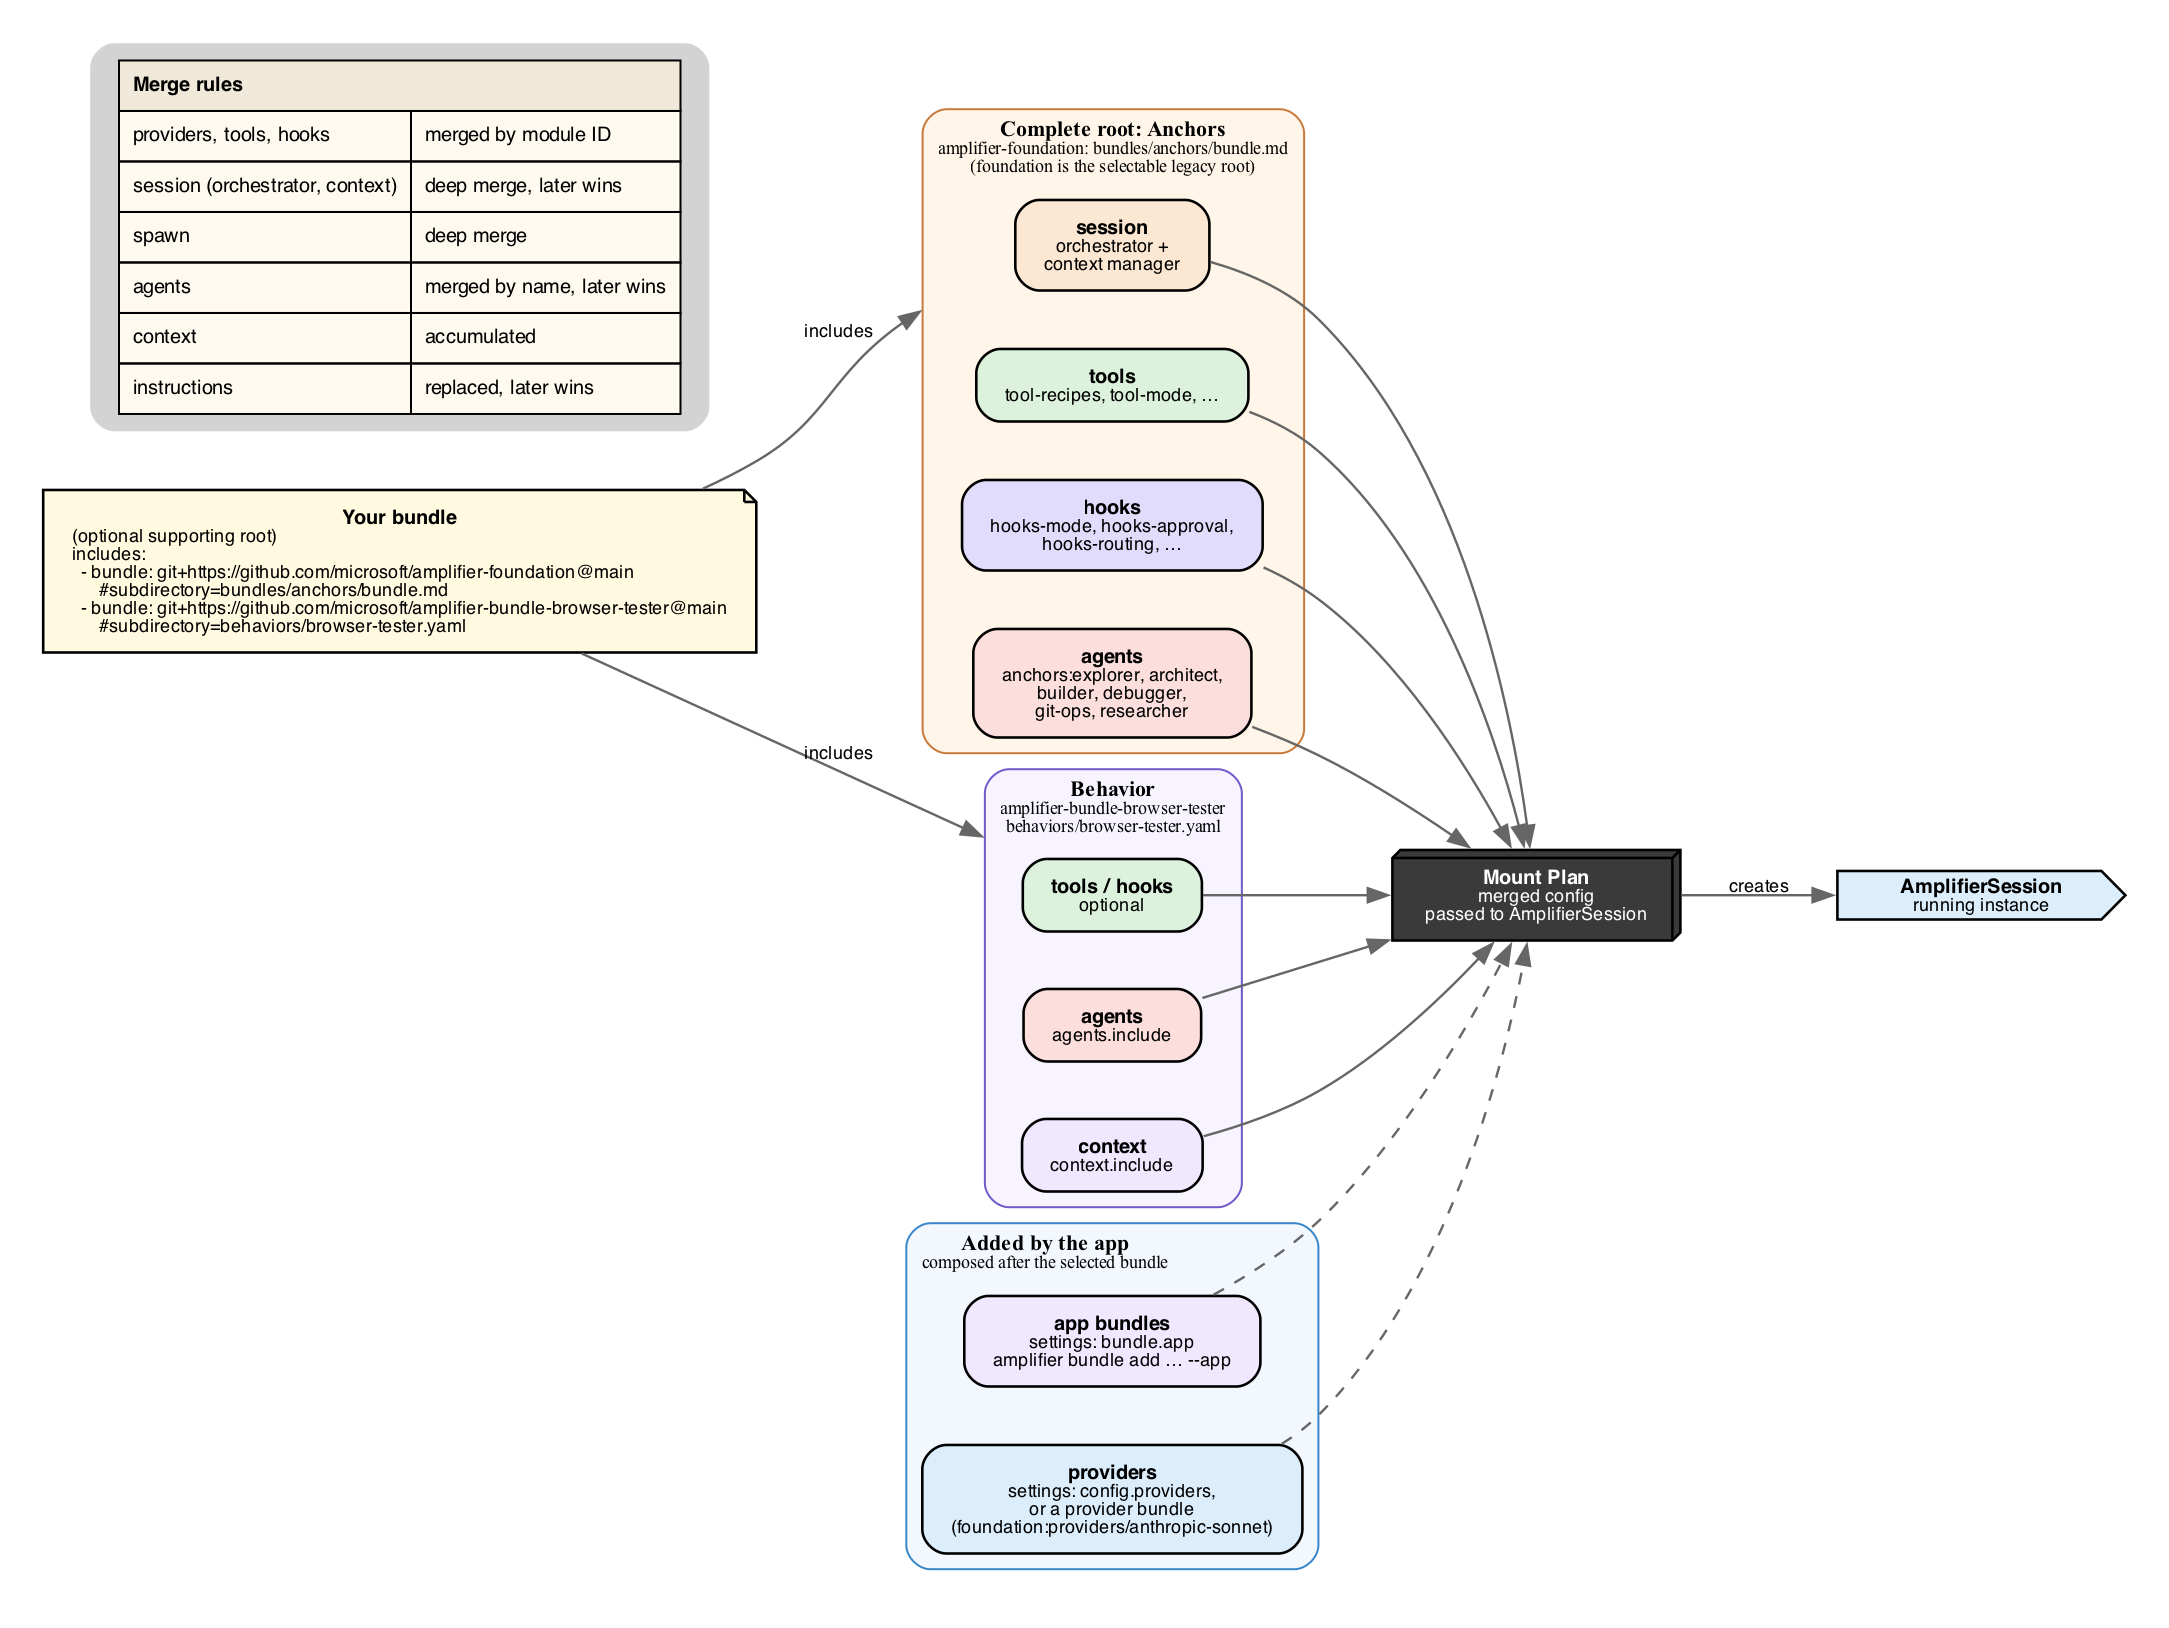 Merge rules
providers, tools, hooks	merged by module ID
session (orchestrator, context)	deep merge, later wins
spawn	deep merge
agents	merged by name, later wins
context	accumulated
instructions	replaced, later wins
Your bundle
(optional supporting root)
includes:
- bundle: git+https://github.com/microsoft/amplifier-foundation@main
#subdirectory=bundles/anchors/bundle.md
- bundle: git+https://github.com/microsoft/amplifier-bundle-browser-tester@main
#subdirectory=behaviors/browser-tester.yaml
includes
includes
Complete root: Anchors
amplifier-foundation: bundles/anchors/bundle.md
(foundation is the selectable legacy root)
session
orchestrator +
context manager
tools
tool-recipes, tool-mode, …
hooks
hooks-mode, hooks-approval,
hooks-routing, …
agents
anchors:explorer, architect,
builder, debugger,
git-ops, researcher
Behavior
amplifier-bundle-browser-tester
behaviors/browser-tester.yaml
tools / hooks
optional
agents
agents.include
context
context.include
Added by the app
composed after the selected bundle
app bundles
settings: bundle.app
amplifier bundle add … --app
providers
settings: config.providers,
or a provider bundle
(foundation:providers/anthropic-sonnet)
Mount Plan
merged config
passed to AmplifierSession
creates
AmplifierSession
running instance